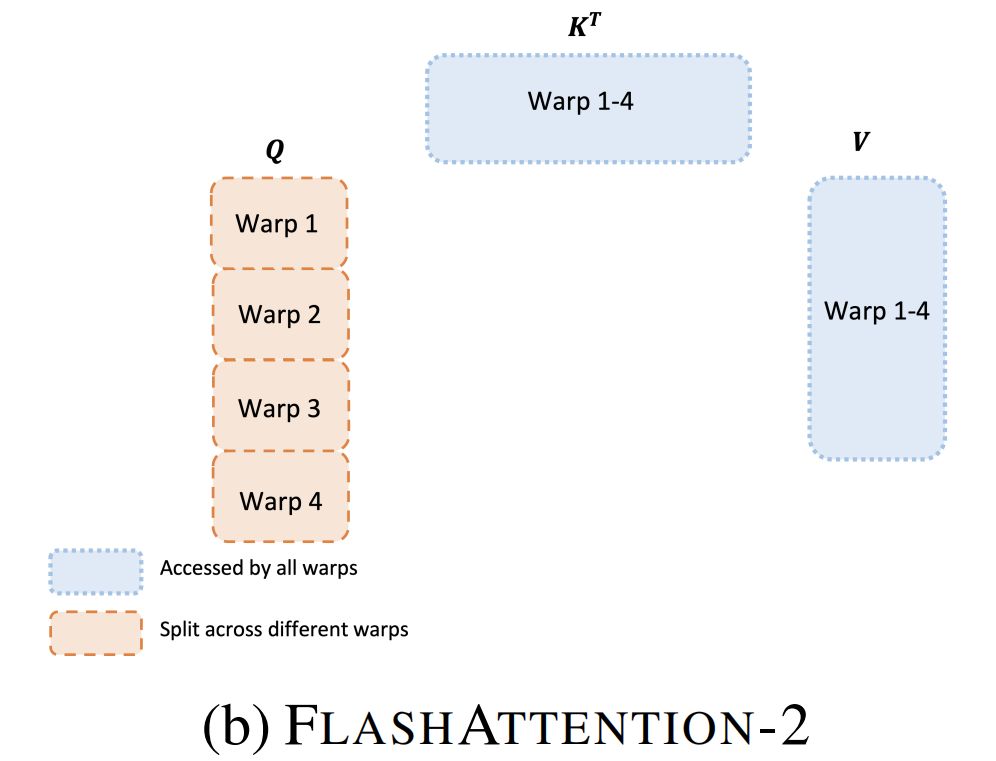 Kᵀ
Warp 1-4
Q
V
Warp 1
Warp 2
Warp 3
Warp 4
Warp 1-4
Accessed by all warps
Split across different warps
(b) FLASHATTENTION-2